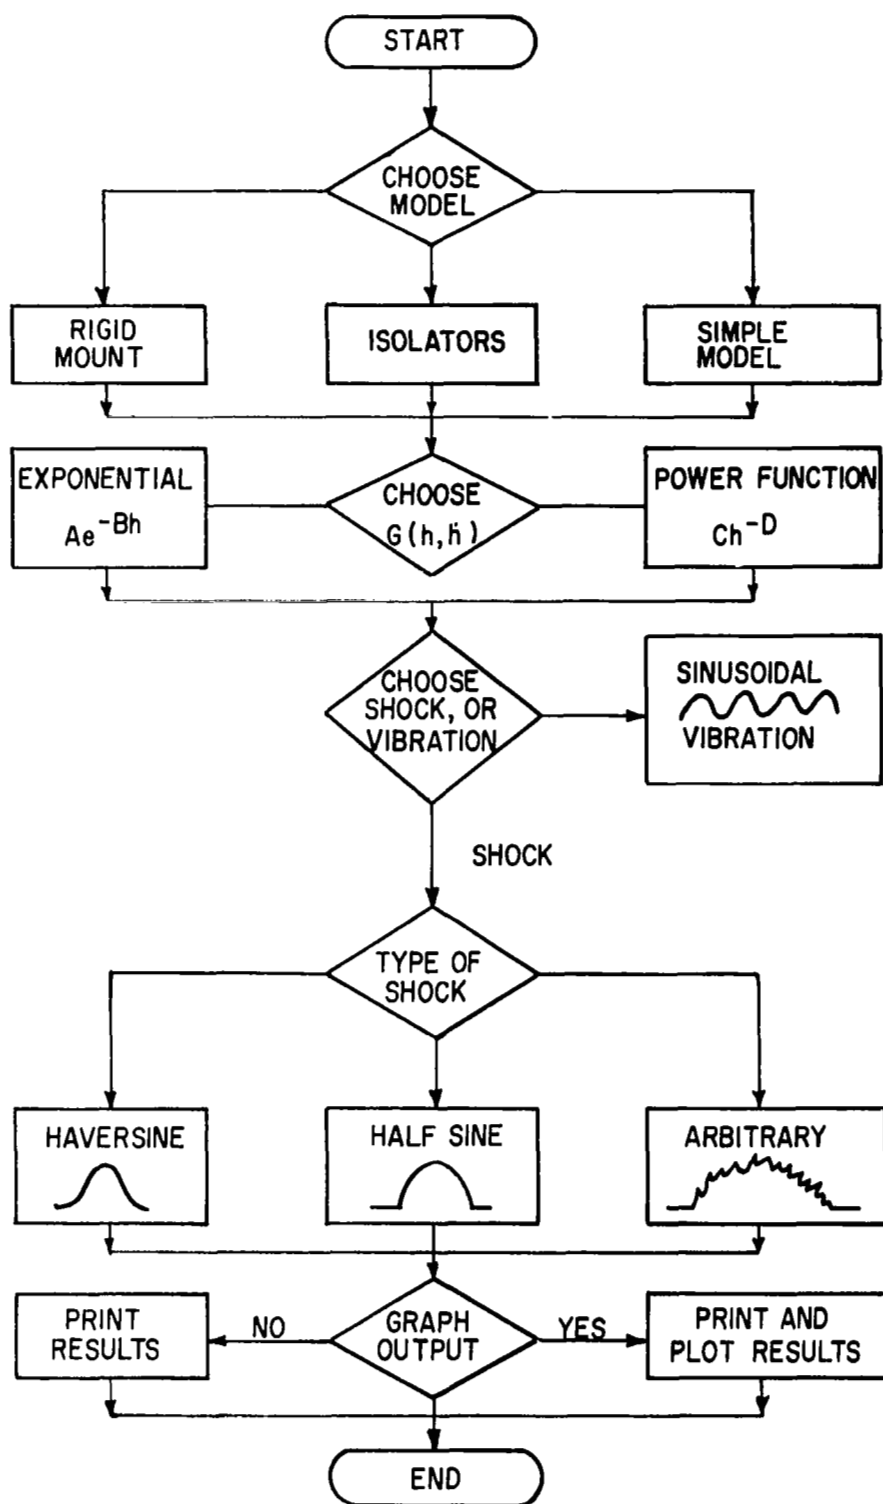 START
CHOOSE
MODEL
RIGID
MOUNT
ISOLATORS
SIMPLE
MODEL
EXPONENTIAL
Ae^-Bh
CHOOSE
G(h,ḣ)
POWER FUNCTION
Ch^-D
CHOOSE
SHOCK, OR
VIBRATION
SINUSOIDAL
VIBRATION
SHOCK
TYPE OF
SHOCK
HAVERSINE
HALF SINE
ARBITRARY
PRINT
RESULTS
NO
GRAPH
OUTPUT
YES
PRINT AND
PLOT RESULTS
END